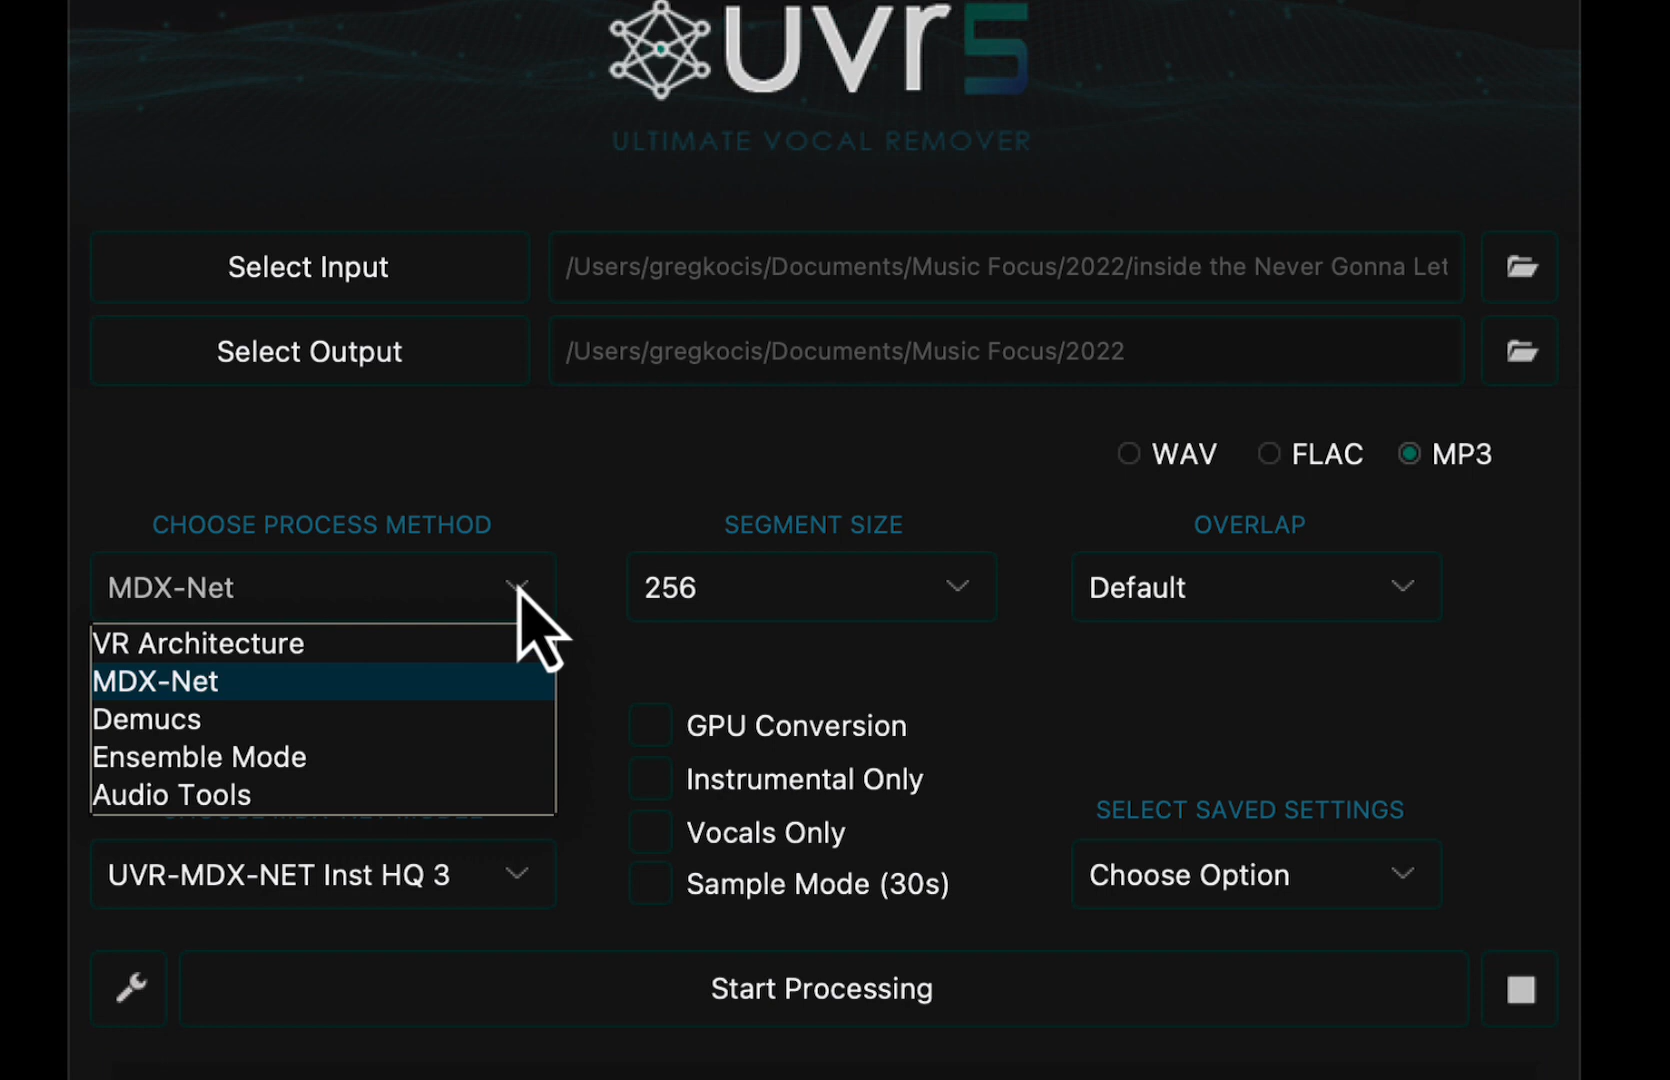 uvr5
ULTIMATE VOCAL REMOVER
Select Input
/Users/gregkocis/Documents/Music Focus/2022/inside the Never Gonna Let
Select Output
/Users/gregkocis/Documents/Music Focus/2022
WAV FLAC MP3
CHOOSE PROCESS METHOD SEGMENT SIZE OVERLAP
MDX-Net 256 Default
VR Architecture
MDX-Net
Demucs
Ensemble Mode
Audio Tools
GPU Conversion
Instrumental Only
Vocals Only
Sample Mode (30s)
SELECT SAVED SETTINGS
UVR-MDX-NET Inst HQ 3
Choose Option
Start Processing